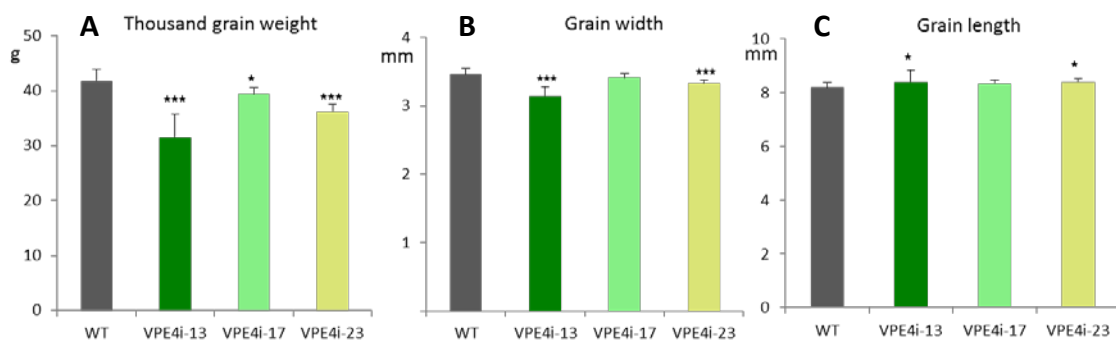 A Thousand grain weight
g
50
40
30
20
10
0
***
*
***
WT VPE4i-13 VPE4i-17 VPE4i-23
B Grain width
mm
4
3
2
1
***
***
WT VPE4i-13 VPE4i-17 VPE4i-23
C Grain length
mm
10
8
6
4
2
0
*
*
WT VPE4i-13 VPE4i-17 VPE4i-23